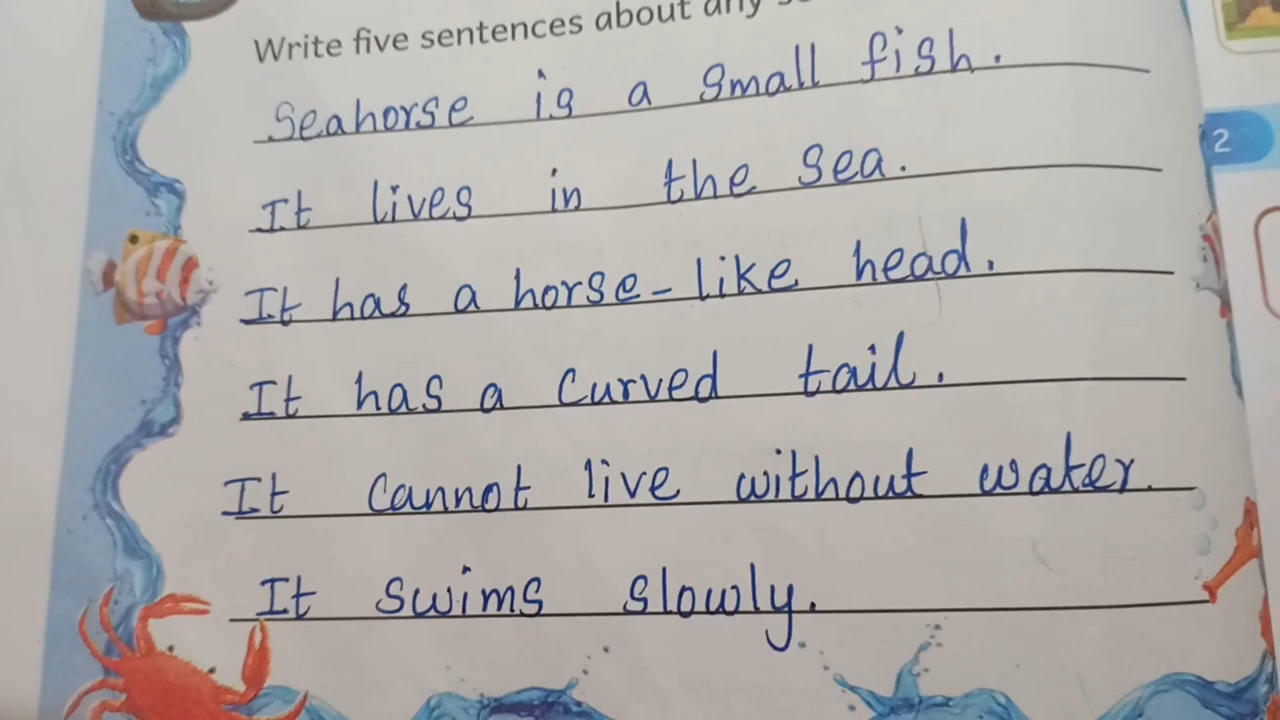 Write five sentences about any
Seahorse is a small fish.
It lives in the sea.
2
It has a horse-like head.
It has a curved tail.
It cannot live without water.
It swims slowly.